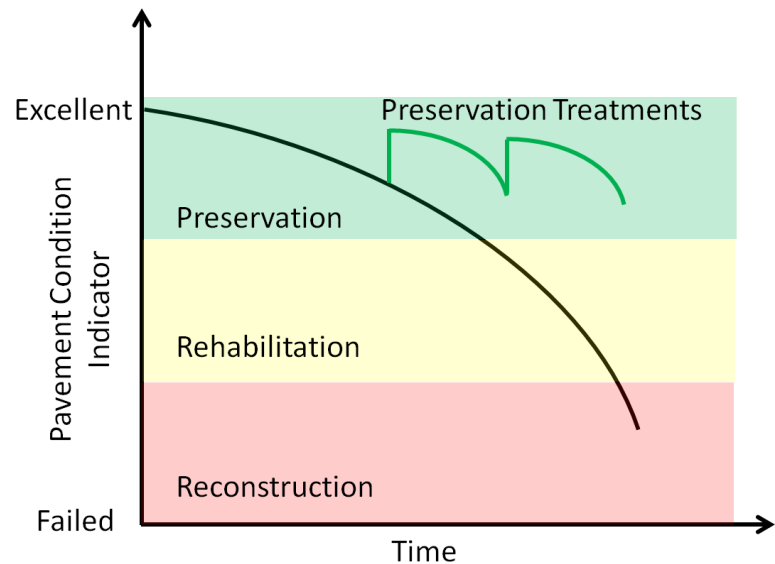 Excellent
Preservation Treatments
Preservation
Pavement Condition
Indicator
Rehabilitation
Reconstruction
Failed
Time